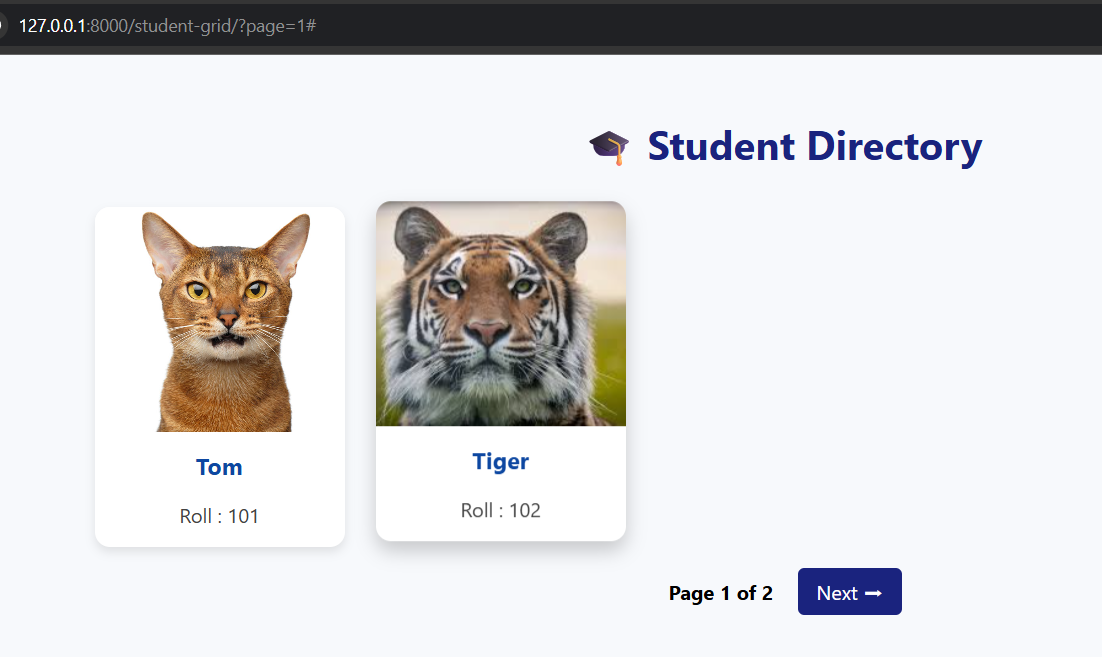 127.0.0.1:8000/student-grid/?page=1#
🎓 Student Directory
Tom
Roll : 101
Tiger
Roll : 102
Page 1 of 2
Next ➞